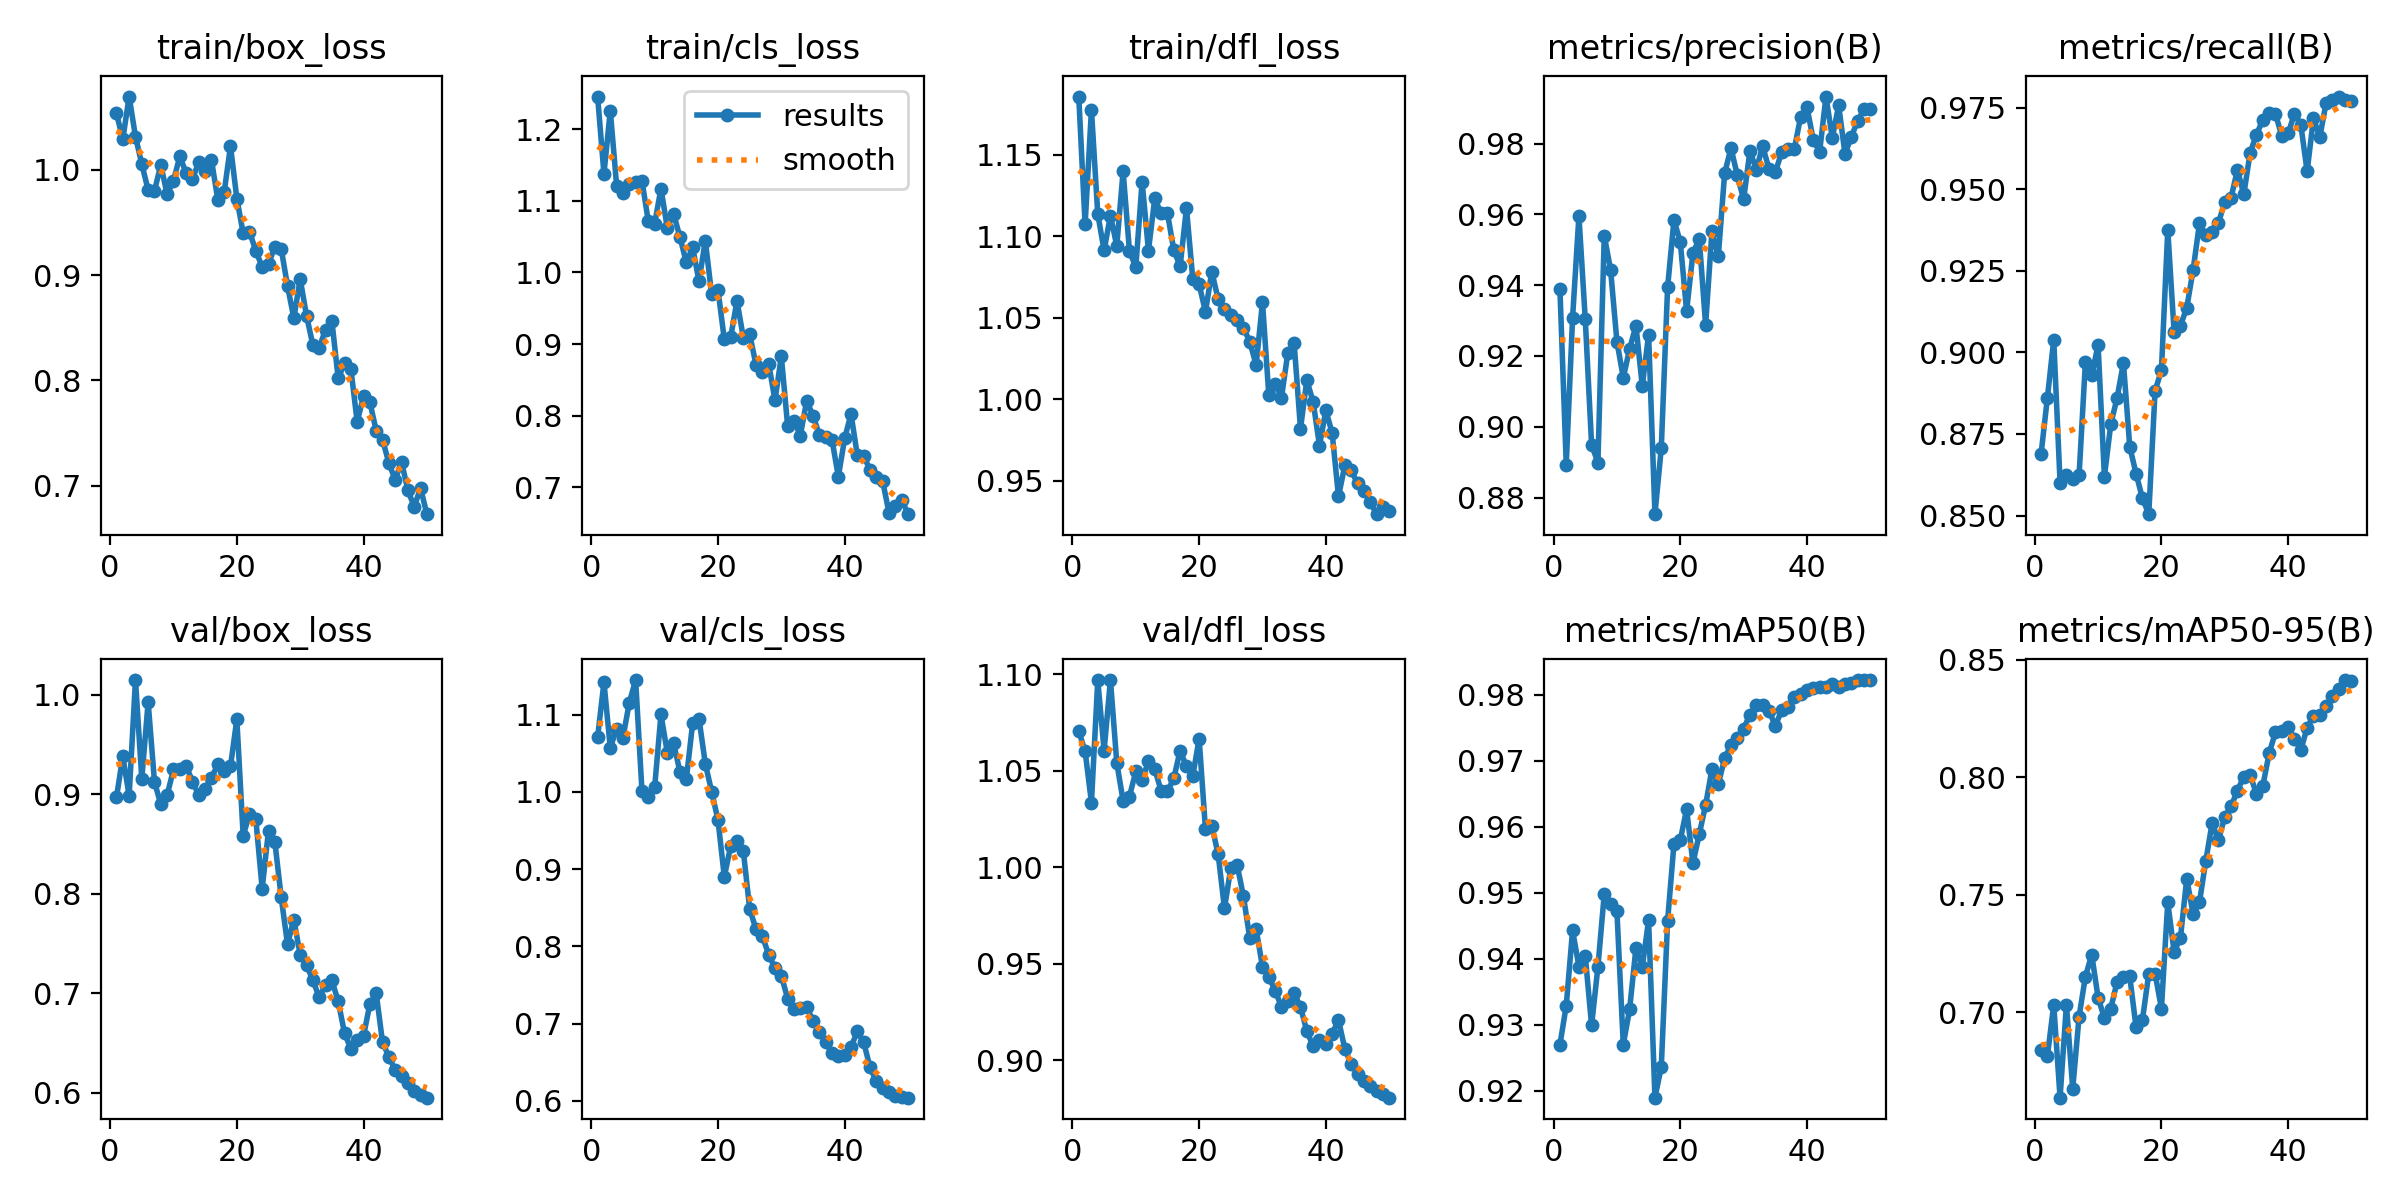 train/box_loss
train/cls_loss
train/dfl_loss
metrics/precision(B)
metrics/recall(B)
1.0
0.9
0.8
0.7
0 20 40
results
smooth
1.2
1.1
1.0
0.9
0.8
0.7
0 20 40
1.15
1.10
1.05
1.00
0.95
0 20 40
0.98
0.96
0.94
0.92
0.90
0.88
0 20 40
0.975
0.950
0.925
0.900
0.875
0.850
0 20 40
val/box_loss
val/cls_loss
val/dfl_loss
metrics/mAP50(B)
metrics/mAP50-95(B)
1.0
0.9
0.8
0.7
0.6
0 20 40
1.1
1.0
0.9
0.8
0.7
0.6
0 20 40
1.10
1.05
1.00
0.95
0.90
0 20 40
0.98
0.97
0.96
0.95
0.94
0.93
0.92
0 20 40
0.85
0.80
0.75
0.70
0 20 40